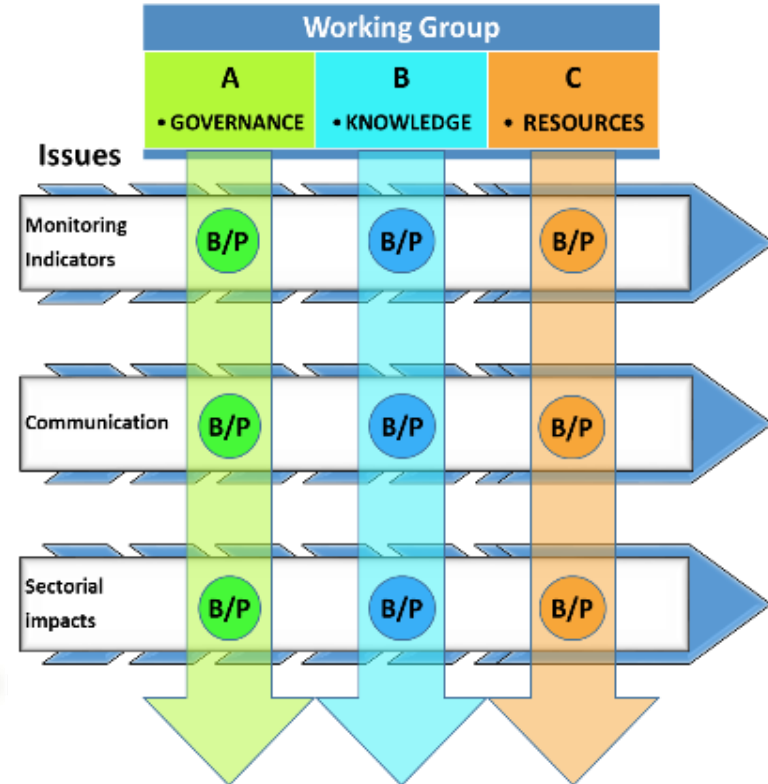 Working Group
A
• GOVERNANCE
B
• KNOWLEDGE
C
• RESOURCES
Issues
Monitoring
Indicators
B/P
B/P
B/P
Communication
B/P
B/P
B/P
Sectorial
impacts
B/P
B/P
B/P